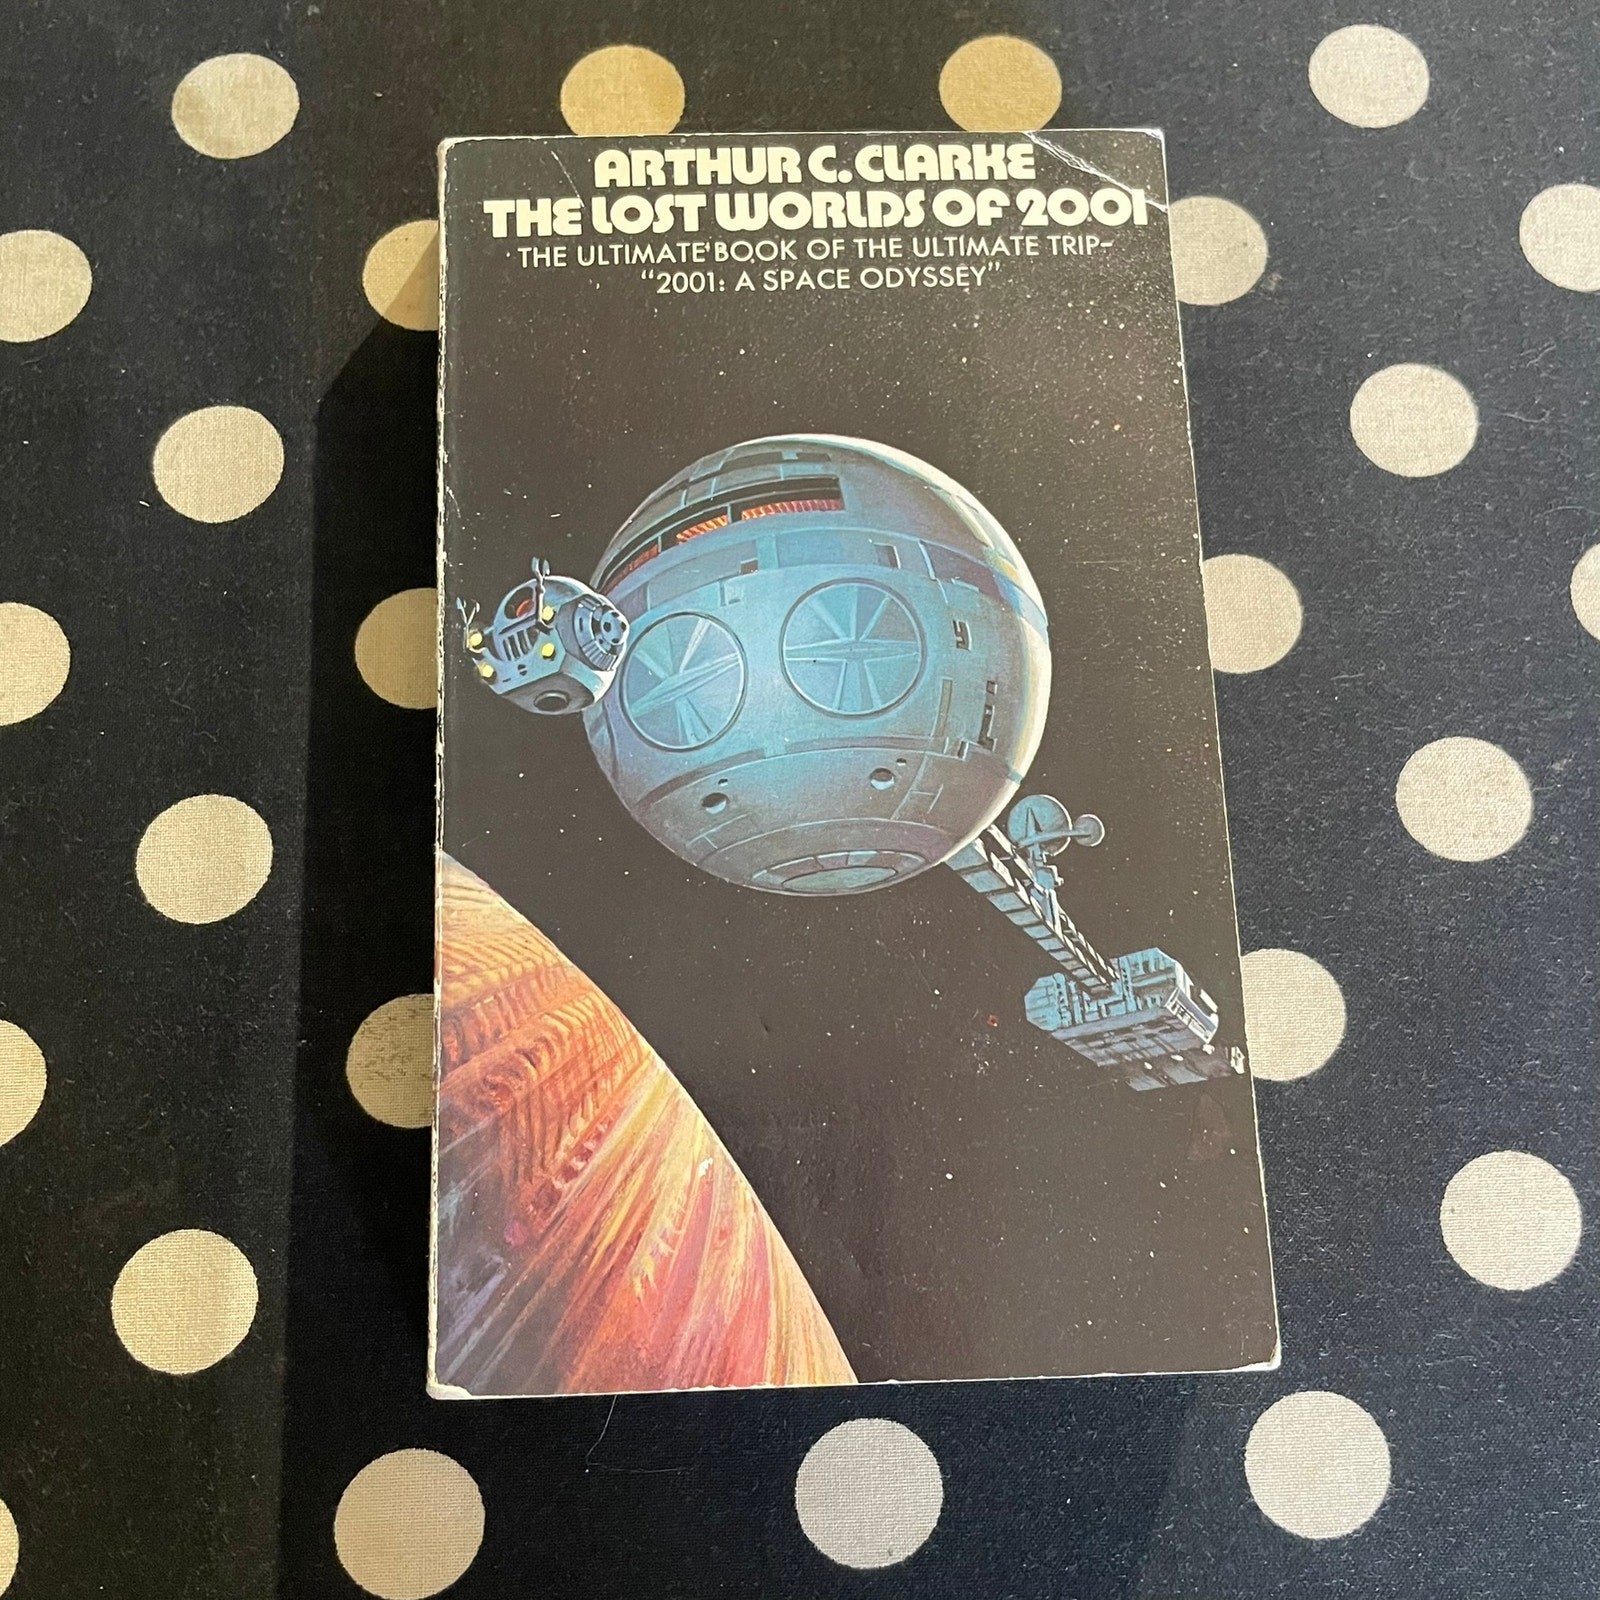 ARTHUR C. CLARKE
THE LOST WORLDS OF 2001
THE ULTIMATE BOOK OF THE ULTIMATE TRIP-
"2001: A SPACE ODYSSEY"